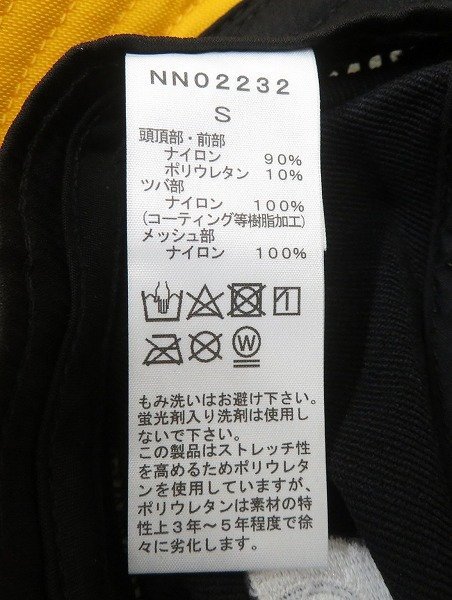 NN02232
S
頭頂部・前部
ナイロン 90%
ポリウレタン 10%
ツバ部
ナイロン 100%
(コーティング等樹脂加工)
メッシュ部
ナイロン 100%
W
もみ洗いはお避け下さい。
蛍光剤入り洗剤は使用し
ないで下さい。
この製品はストレッチ性
を高めるためポリウレタ
ンを使用していますが、
ポリウレタンは素材の特
性上3年〜5年程度で徐
々に劣化します。